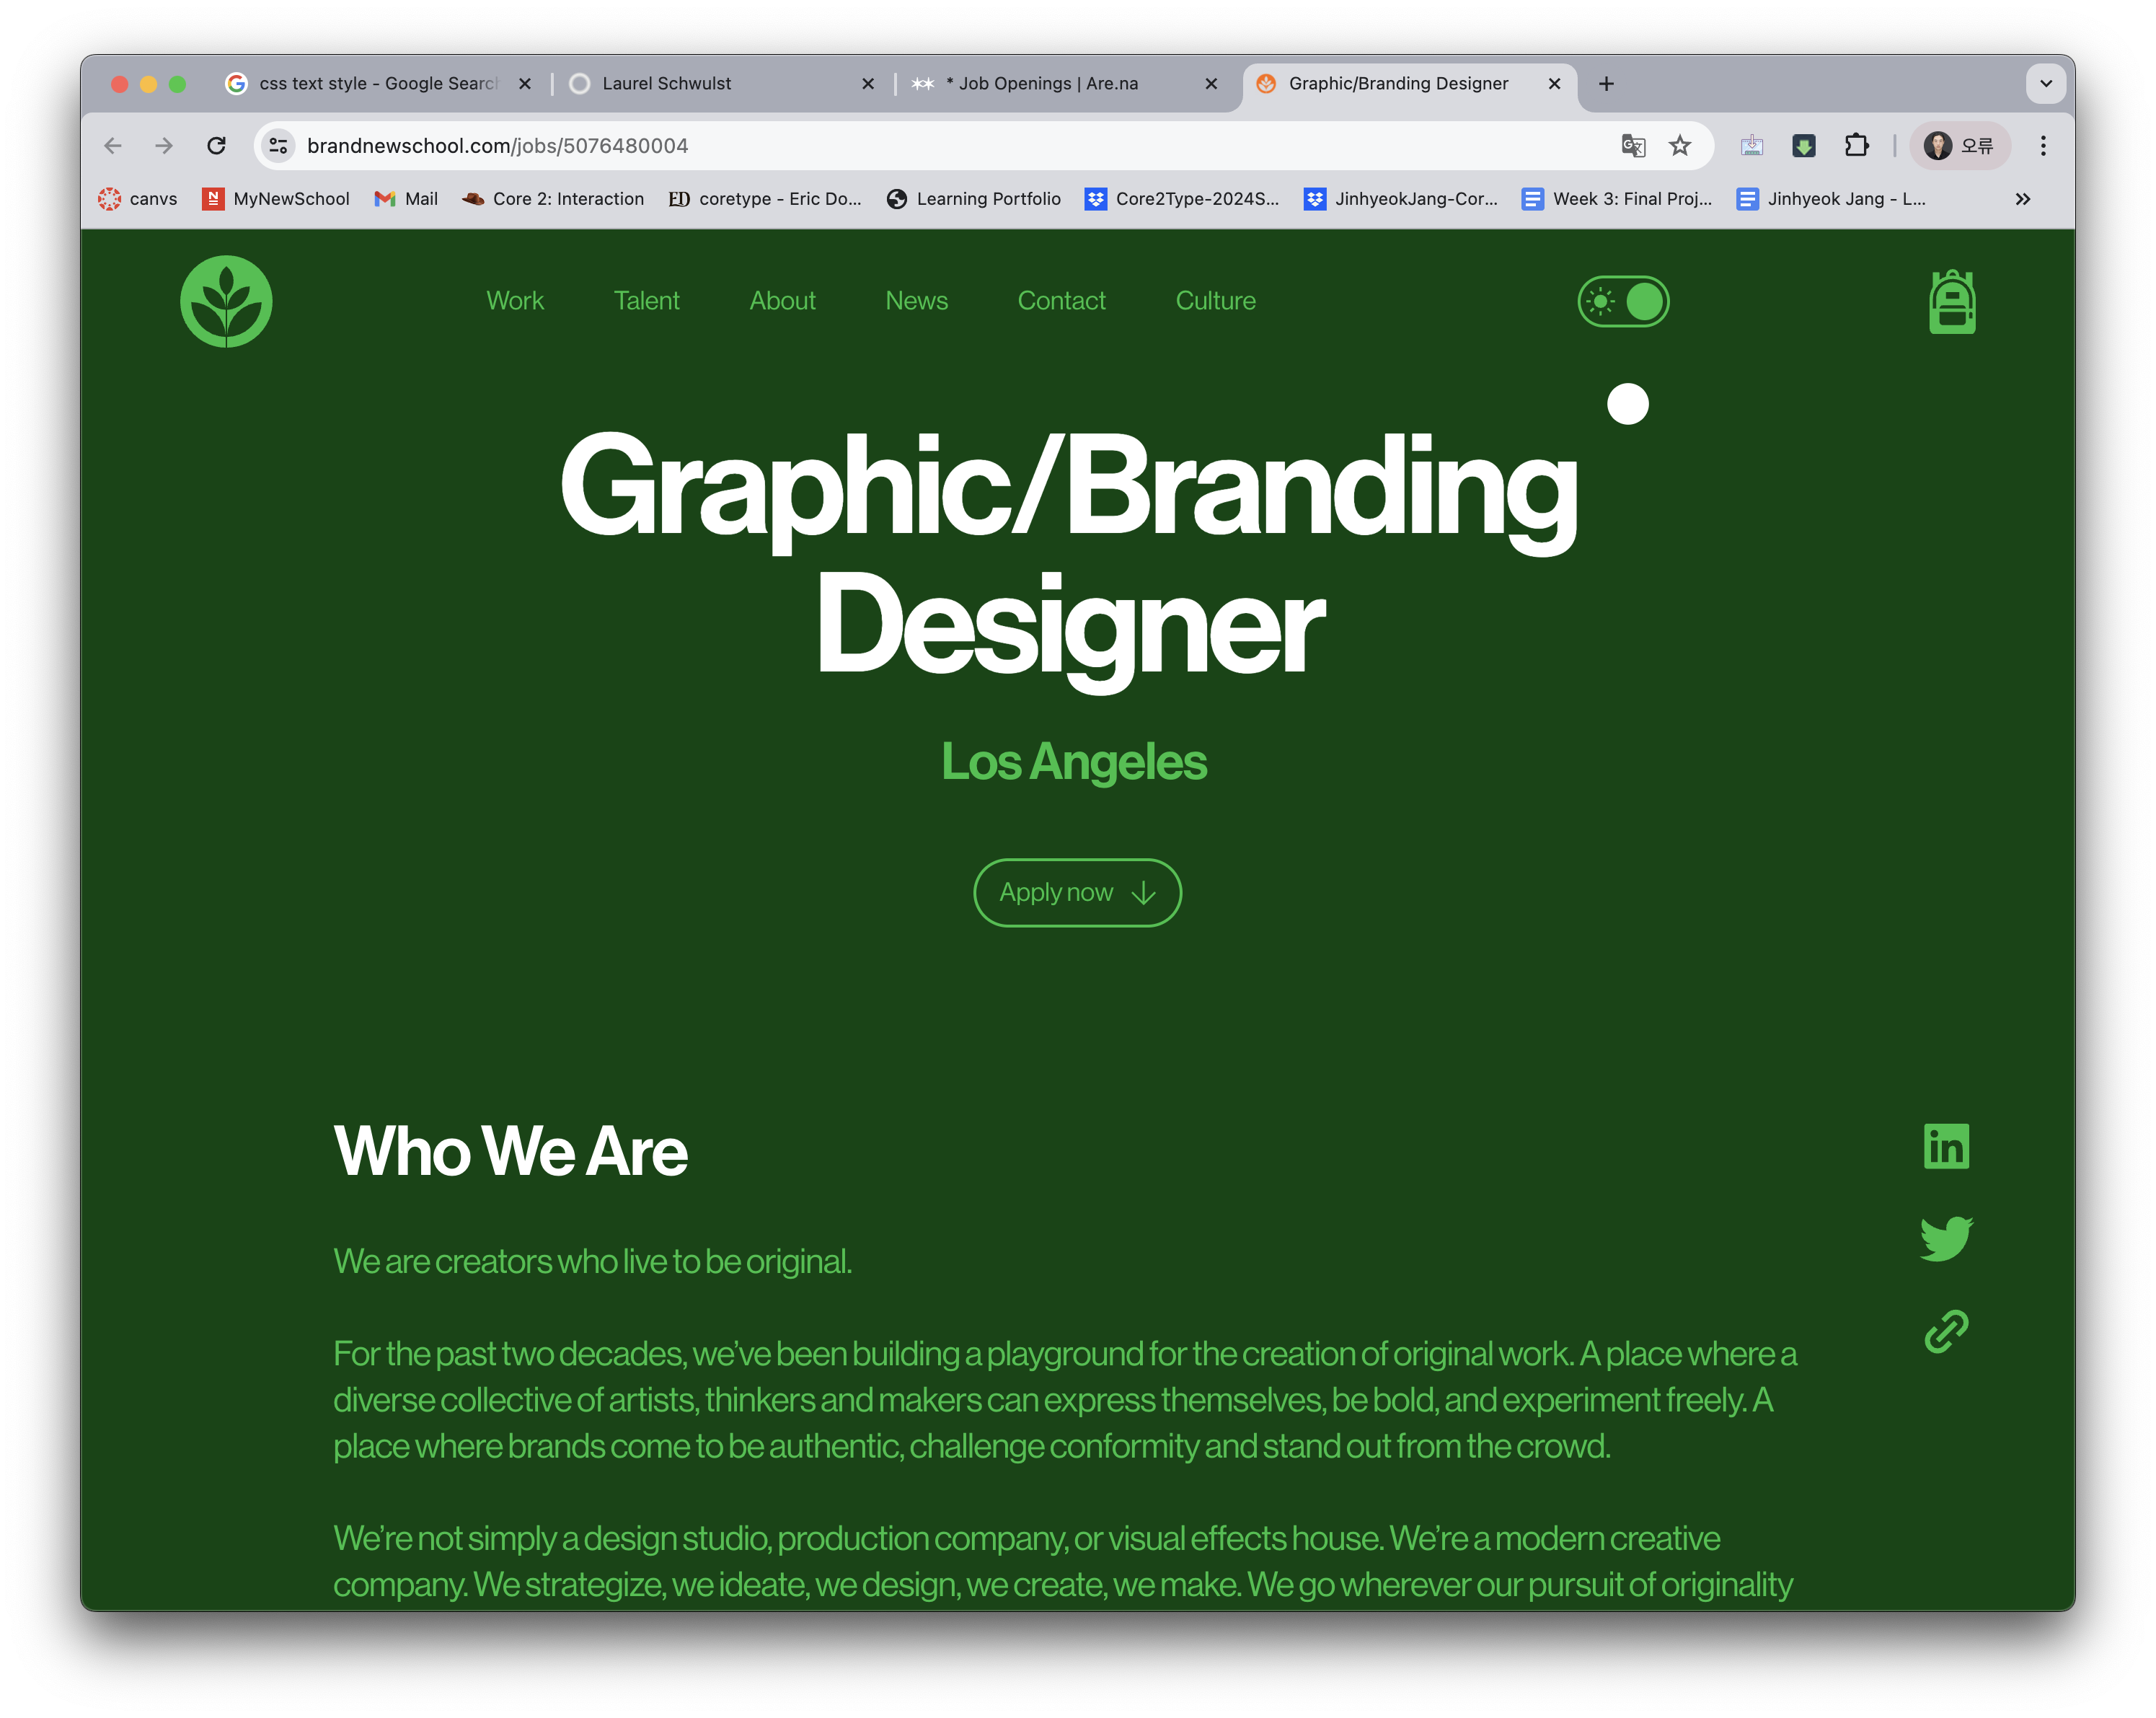 css text style - Google Search
Laurel Schwulst
** * Job Openings | Are.na
Graphic/Branding Designer
brandnewschool.com/jobs/5076480004
오류
canvs
MyNewSchool
Mail
Core 2: Interaction
ED coretype - Eric Do...
Learning Portfolio
Core2Type-2024S...
JinhyeokJang-Cor...
Week 3: Final Proj...
Jinhyeok Jang - L...
Work
Talent
About
News
Contact
Culture
Graphic/Branding
Designer
Los Angeles
Apply now
Who We Are
We are creators who live to be original.
For the past two decades, we’ve been building a playground for the creation of original work. A place where a
diverse collective of artists, thinkers and makers can express themselves, be bold, and experiment freely. A
place where brands come to be authentic, challenge conformity and stand out from the crowd.
We’re not simply a design studio, production company, or visual effects house. We’re a modern creative
company. We strategize, we ideate, we design, we create, we make. We go wherever our pursuit of originality
in